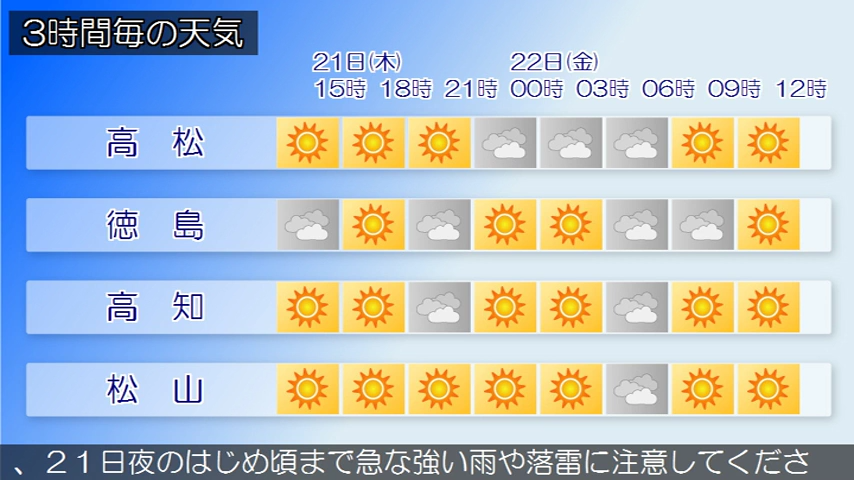 3時間毎の天気
21日(木) 22日(金)
15時 18時 21時 00時 03時 06時 09時 12時
高松
徳島
高知
松山
、21日夜のはじめ頃まで急な強い雨や落雷に注意してくださ